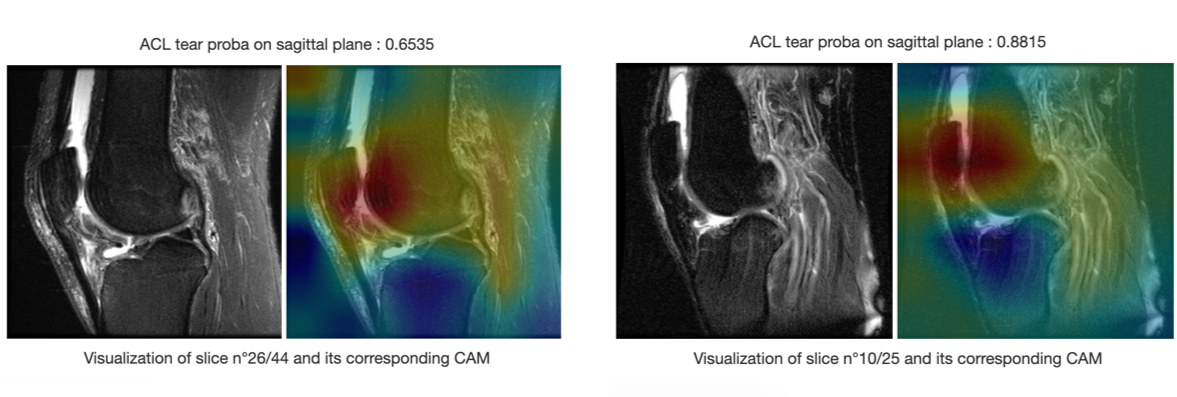 ACL tear proba on sagittal plane : 0.6535
Visualization of slice n°26/44 and its corresponding CAM
ACL tear proba on sagittal plane : 0.8815
Visualization of slice n°10/25 and its corresponding CAM